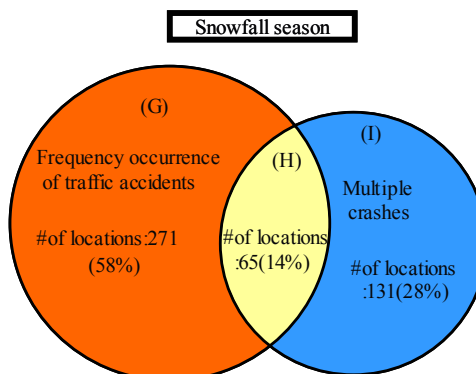 Snowfall season
(G)
Frequency occurrence
of traffic accidents
#of locations:271
(58%)
(H)
#of locations
:65(14%)
(I)
Multiple
crashes
#of locations
:131(28%)